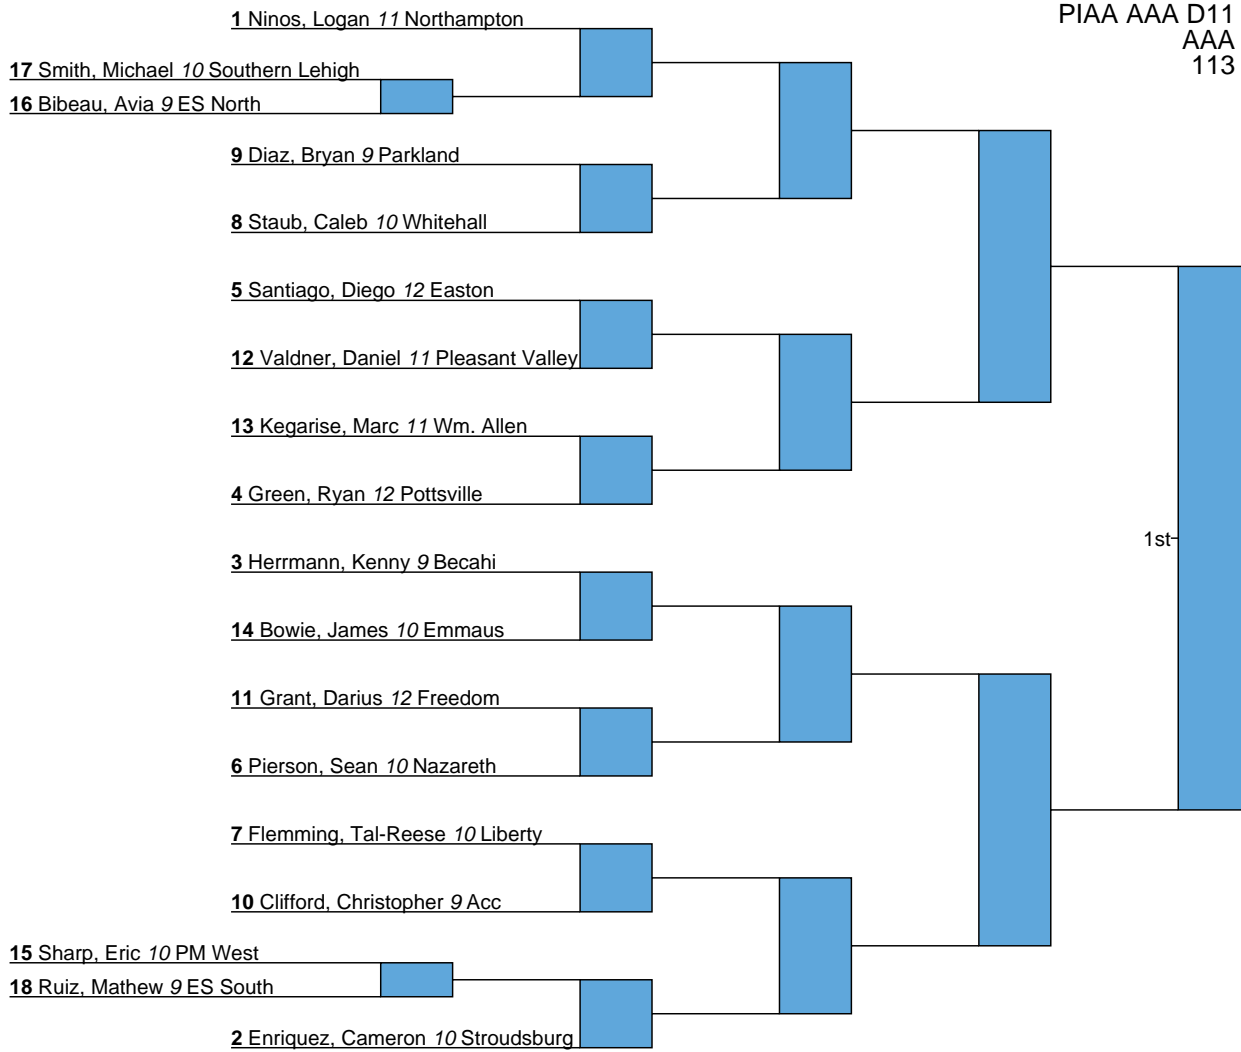 PIAA AAA D11
AAA
113
1 Ninos, Logan 11 Northampton
17 Smith, Michael 10 Southern Lehigh
16 Bibeau, Avia 9 ES North
9 Diaz, Bryan 9 Parkland
8 Staub, Caleb 10 Whitehall
5 Santiago, Diego 12 Easton
12 Valdner, Daniel 11 Pleasant Valley
13 Kegarise, Marc 11 Wm. Allen
4 Green, Ryan 12 Pottsville
3 Herrmann, Kenny 9 Becahi
1st
14 Bowie, James 10 Emmaus
11 Grant, Darius 12 Freedom
6 Pierson, Sean 10 Nazareth
7 Flemming, Tal-Reese 10 Liberty
10 Clifford, Christopher 9 Acc
15 Sharp, Eric 10 PM West
18 Ruiz, Mathew 9 ES South
2 Enriquez, Cameron 10 Stroudsburg